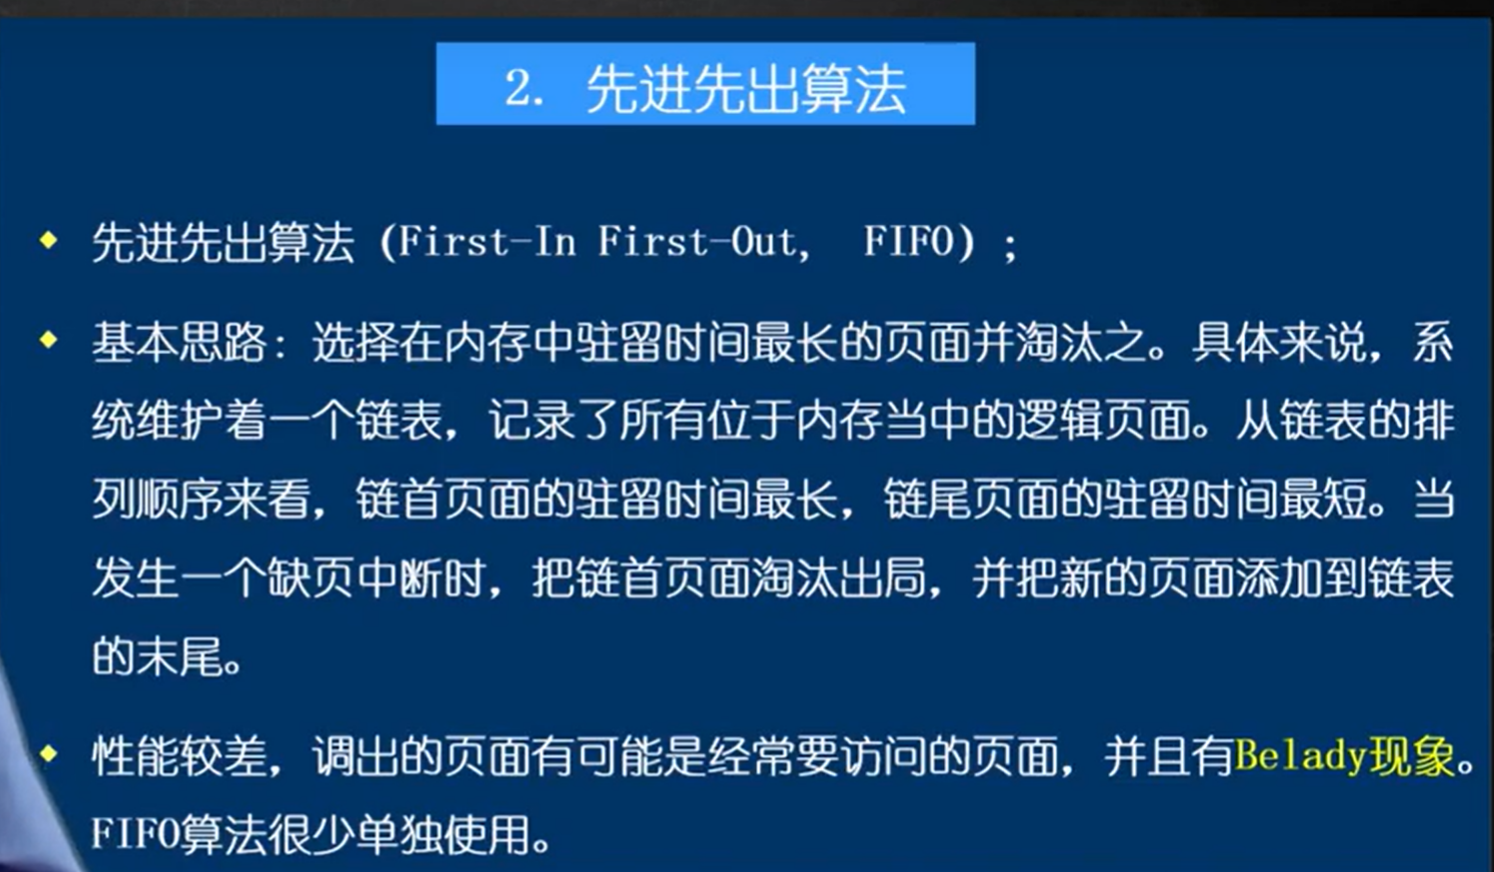 2. 先进先出算法
先进先出算法 (First-In First-Out, FIFO) ;
基本思路: 选择在内存中驻留时间最长的页面并淘汰之。具体来说, 系
统维护着一个链表, 记录了所有位于内存当中的逻辑页面。从链表的排
列顺序来看, 链首页面的驻留时间最长, 链尾页面的驻留时间最短。当
发生一个缺页中断时, 把链首页面淘汰出局, 并把新的页面添加到链表
的末尾。
性能较差, 调出的页面有可能是经常要访问的页面, 并且有Belady现象。
FIFO算法很少单独使用。